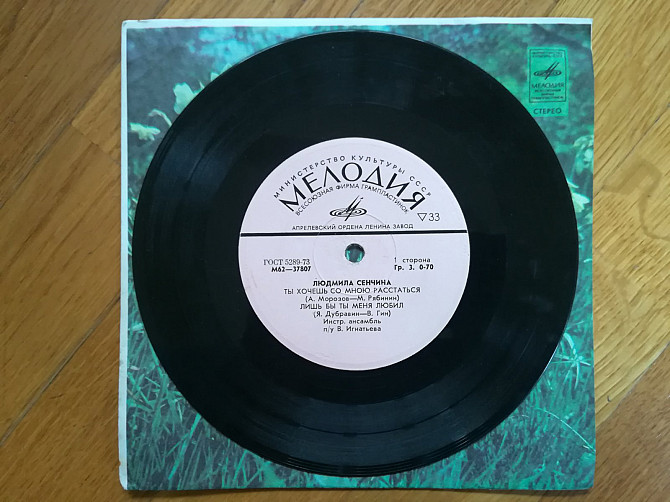 МИНИСТЕРСТВО КУЛЬТУРЫ СССР
МЕЛОДИЯ
ВСЕСОЮЗНАЯ ФИРМА ГРАМПЛАСТИНОК
▽33
АПРЕЛЕВСКИЙ ОРДЕНА ЛЕНИНА ЗАВОД
ГОСТ 5289-73
М62—37807
1 сторона
Гр. 3. 0-70
ЛЮДМИЛА СЕНЧИНА
ТЫ ХОЧЕШЬ СО МНОЮ РАССТАТЬСЯ
(А. Морозов—М. Рябинин)
ЛИШЬ БЫ ТЫ МЕНЯ ЛЮБИЛ
(Я. Дубравин—В. Гин)
Инстр. ансамбль
п/у В. Игнатьева
МЕЛОДИЯ
СТЕРЕО